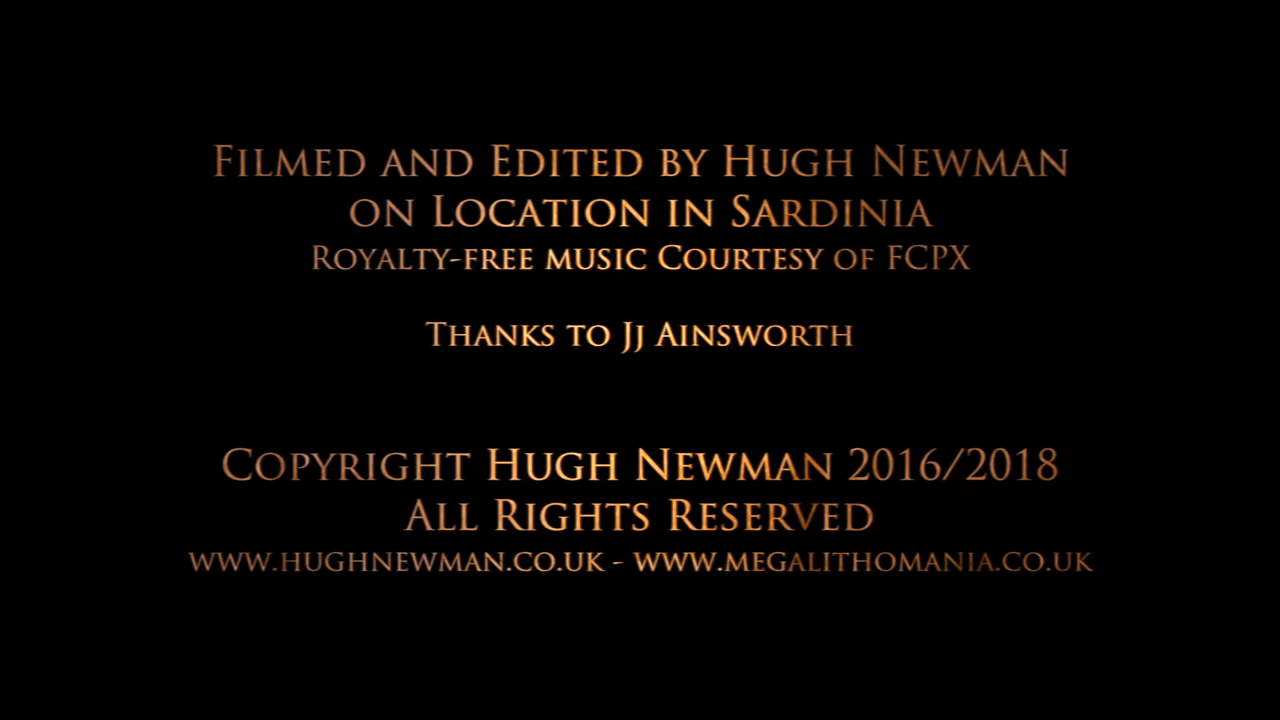 Filmed and Edited by Hugh Newman
on Location in Sardinia
Royalty-free music Courtesy of FCPX
Thanks to Jj Ainsworth
Copyright Hugh Newman 2016/2018
All Rights Reserved
www.hughnewman.co.uk - www.megalithomania.co.uk